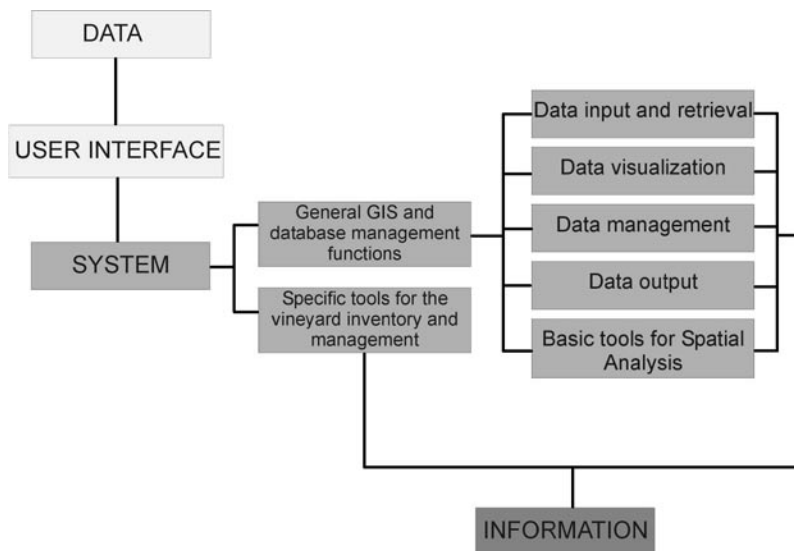 DATA
USER INTERFACE
SYSTEM
General GIS and
database management
functions
Specific tools for the
vineyard inventory and
management
Data input and retrieval
Data visualization
Data management
Data output
Basic tools for Spatial
Analysis
INFORMATION